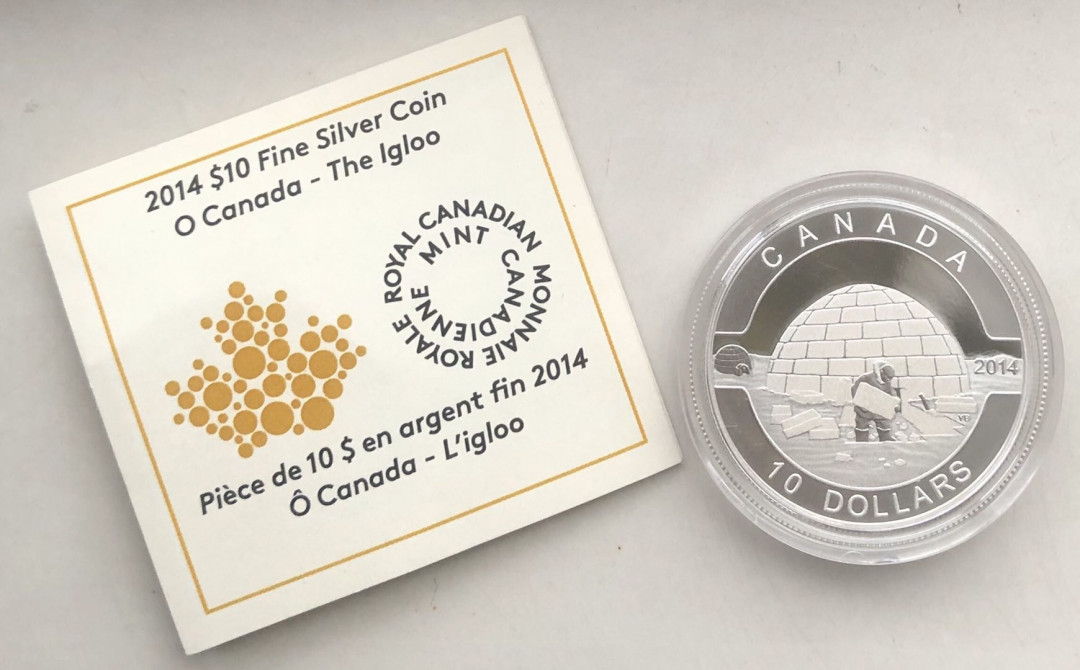 2014 $10 Fine Silver Coin
O Canada - The Igloo
ROYAL CANADIAN MINT
MONNAIE ROYALE CANADIENNE
Pièce de 10 $ en argent fin 2014
Ô Canada - L'igloo
CANADA
2014
VB
10 DOLLARS